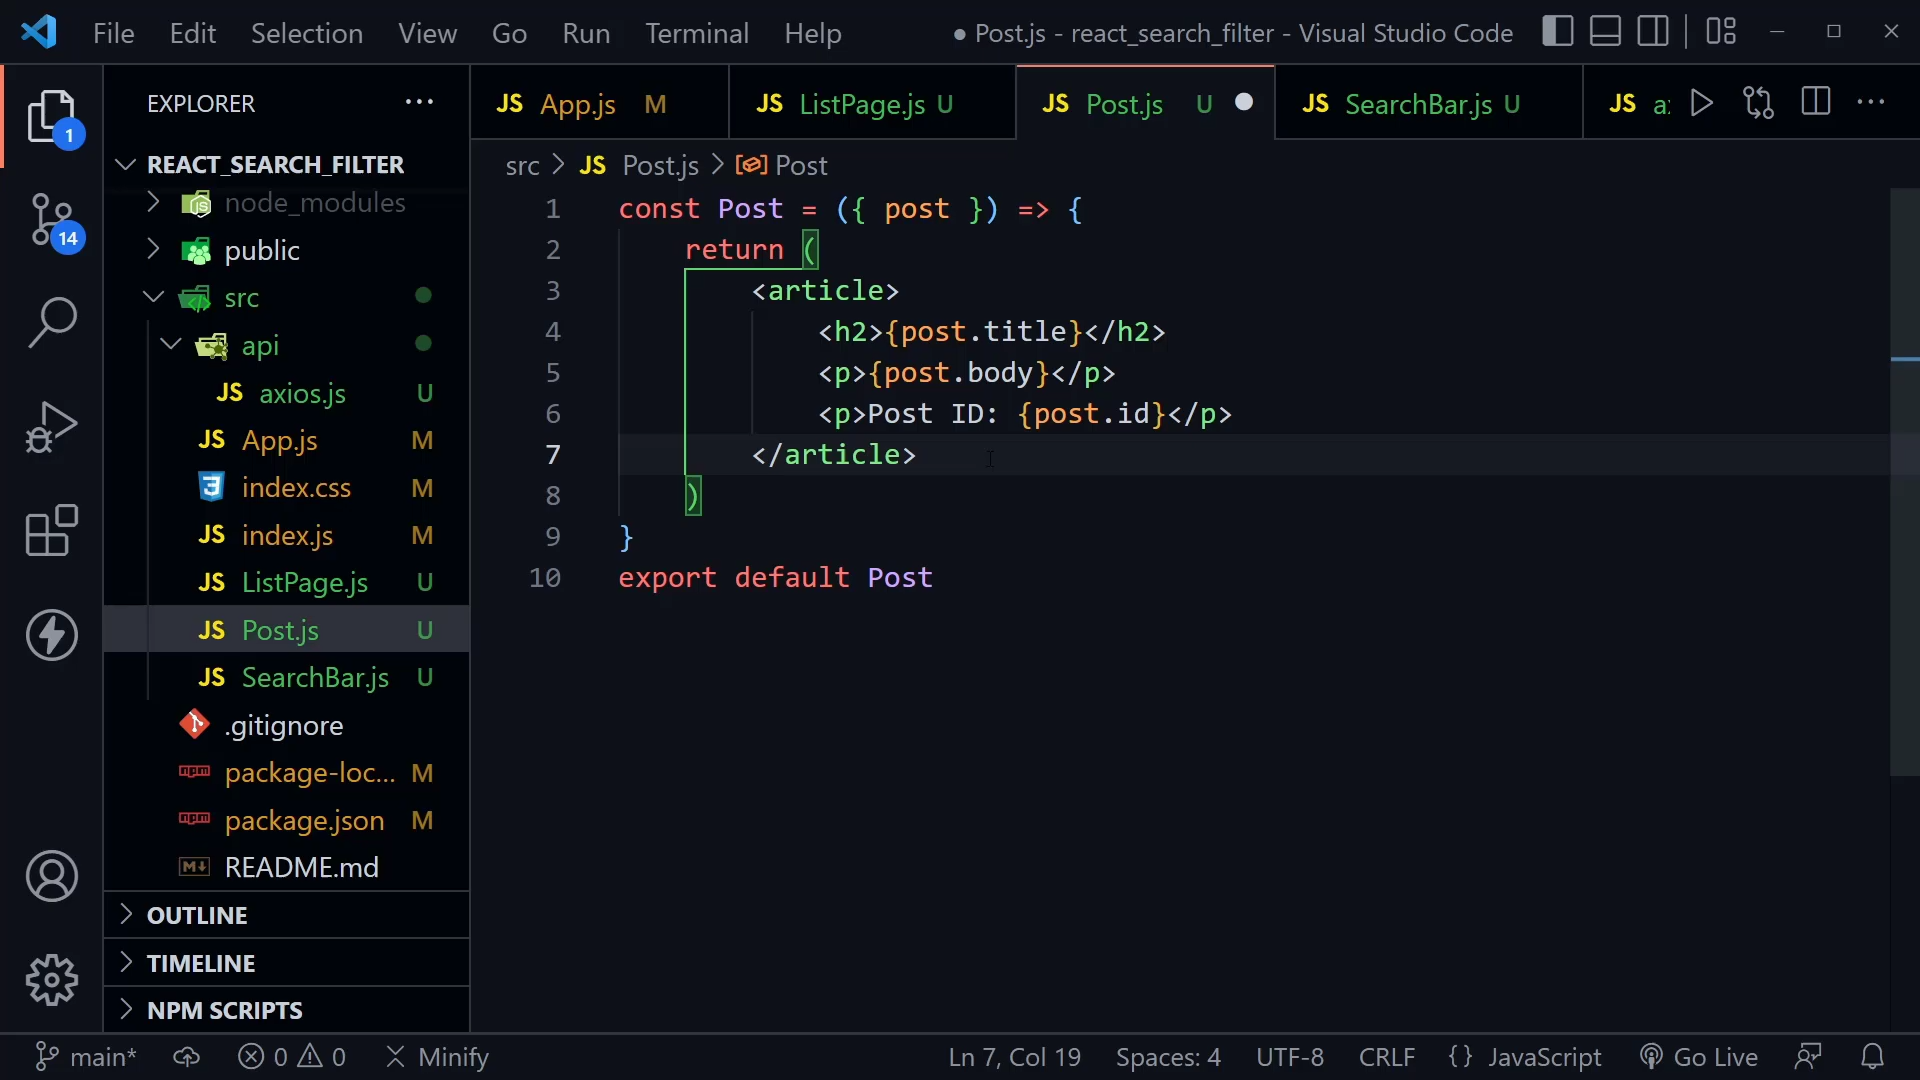 File Edit Selection View Go Run Terminal Help ● Post.js - react_search_filter - Visual Studio Code
EXPLORER ...
JS App.js M JS ListPage.js U JS Post.js U JS SearchBar.js U JS
src > JS Post.js > Post
1
14
REACT_SEARCH_FILTER
node_modules
public
src
api
JS axios.js U
JS App.js M
index.css M
JS index.js M
JS ListPage.js U
JS Post.js U
JS SearchBar.js U
.gitignore
package-loc... M
package.json M
README.md
OUTLINE
TIMELINE
NPM SCRIPTS
1 const Post = ({ post }) => {
2 return (
3 <article>
4 <h2>{post.title}</h2>
5 <p>{post.body}</p>
6 <p>Post ID: {post.id}</p>
7 </article>
8 )
9 }
10 export default Post
main* 0 0 Minify Ln 7, Col 19 Spaces: 4 UTF-8 CRLF {} JavaScript Go Live